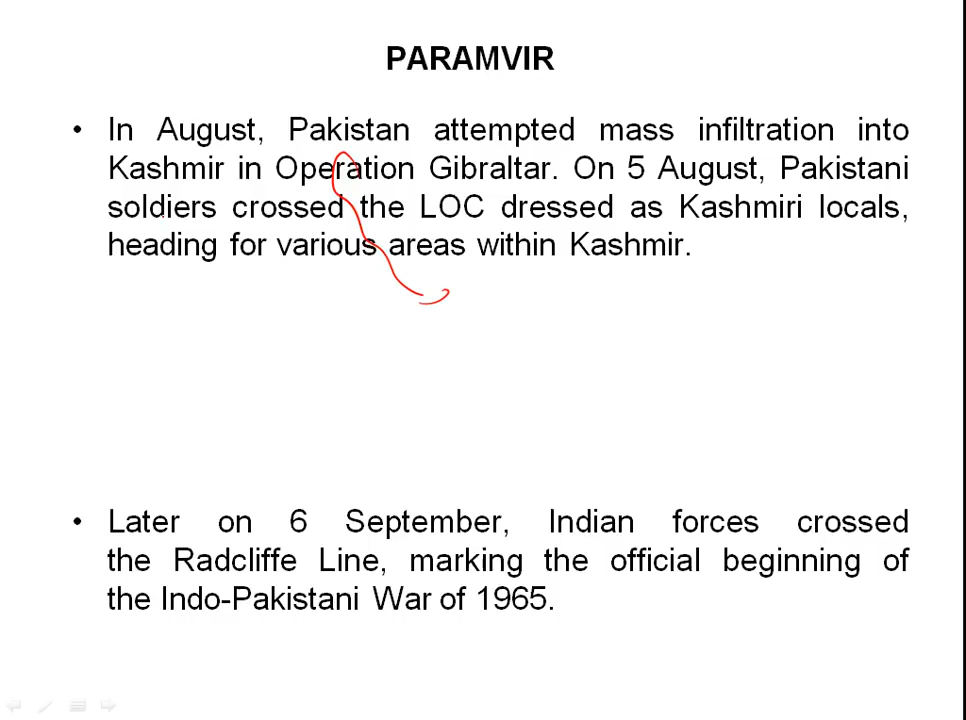 PARAMVIR
• In August, Pakistan attempted mass infiltration into
Kashmir in Operation Gibraltar. On 5 August, Pakistani
soldiers crossed the LOC dressed as Kashmiri locals,
heading for various areas within Kashmir.
• Later on 6 September, Indian forces crossed
the Radcliffe Line, marking the official beginning of
the Indo-Pakistani War of 1965.